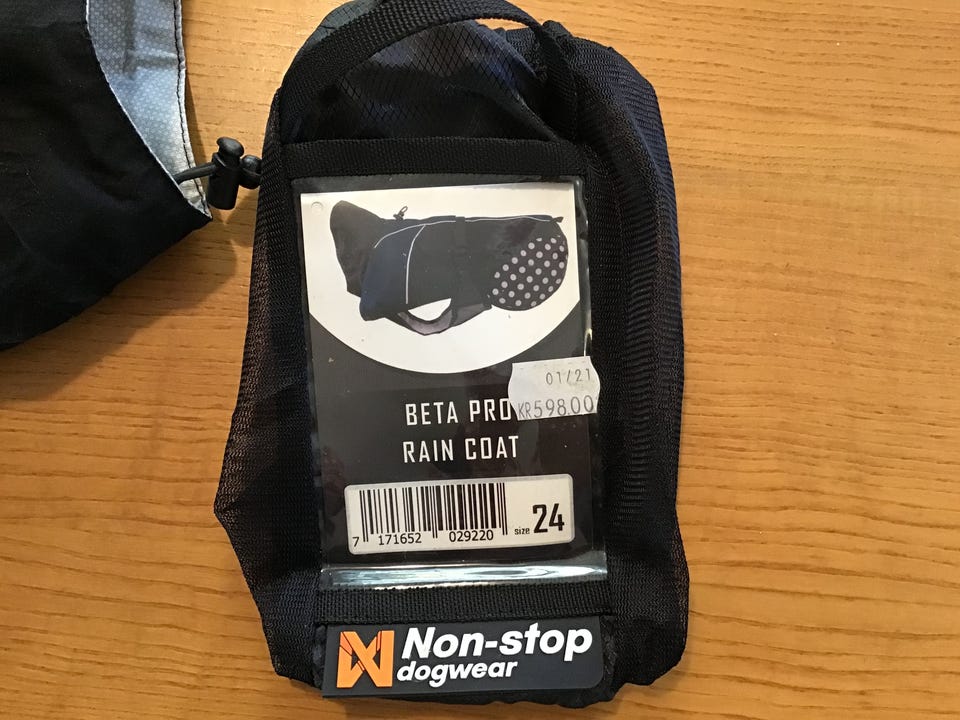 01/21
KR598.00
BETA PRO
RAIN COAT
7 171652 029220
size 24
Non-stop
dogwear